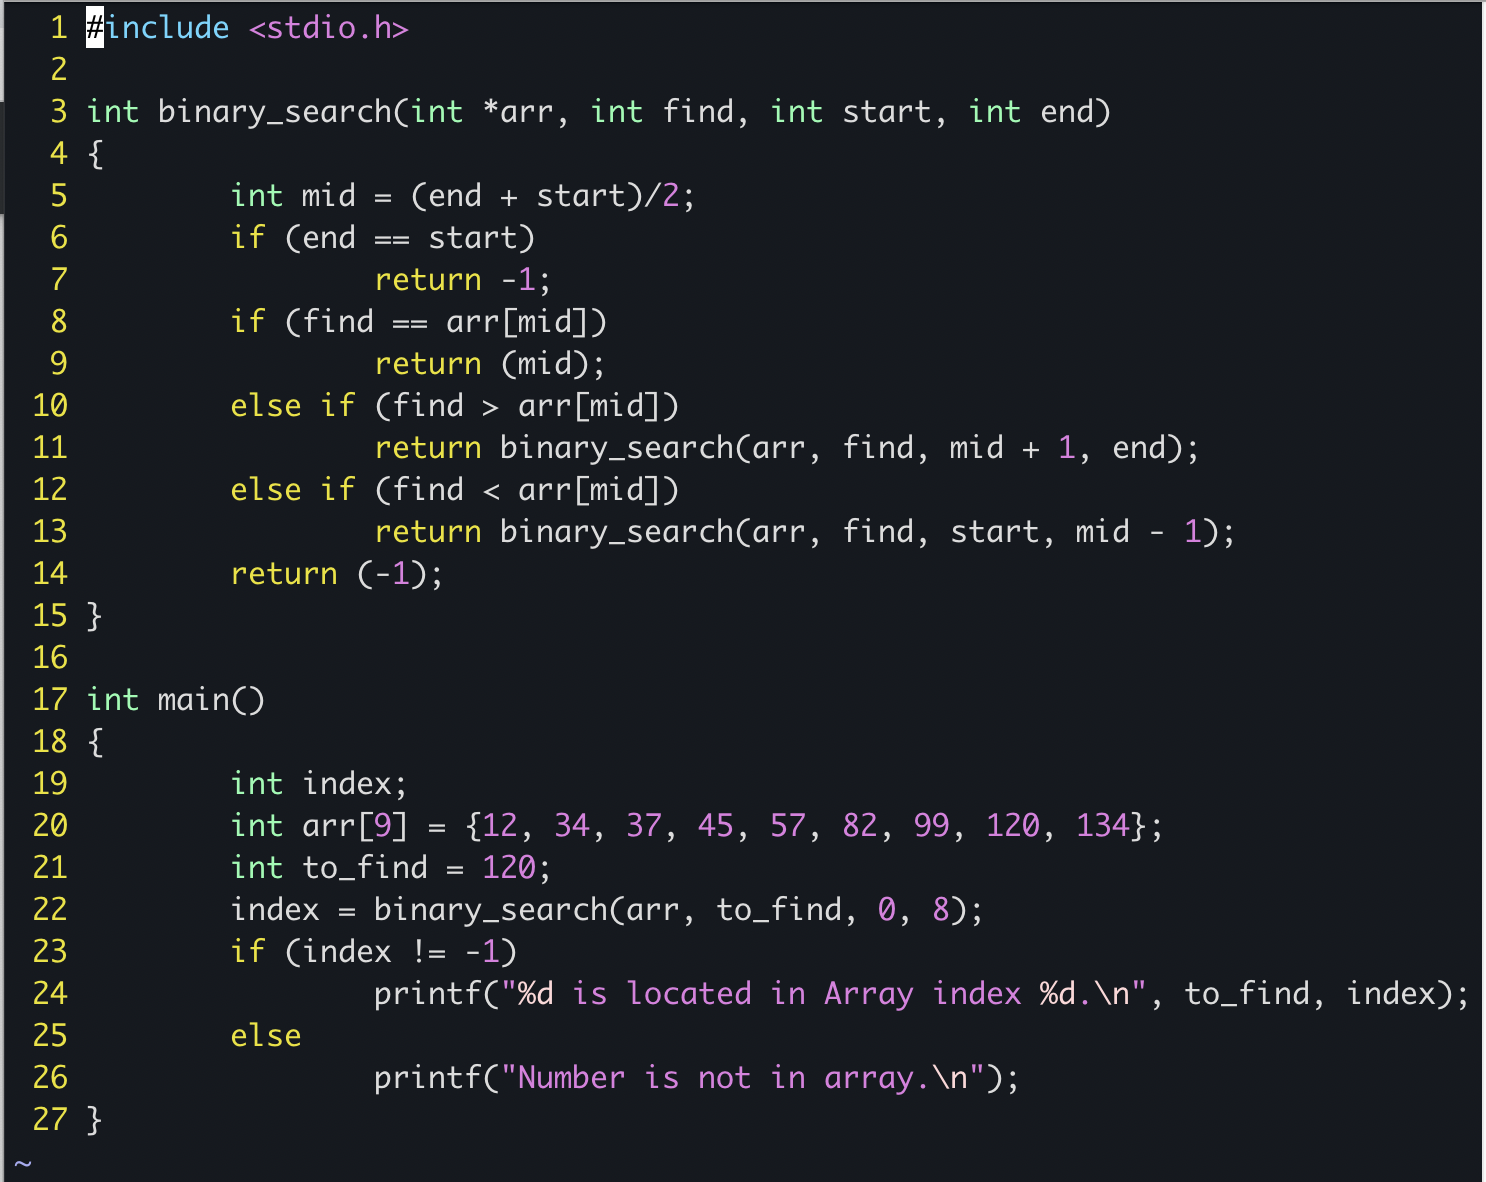 1 #include <stdio.h>
2
3 int binary_search(int *arr, int find, int start, int end)
4 {
5         int mid = (end + start)/2;
6         if (end == start)
7                 return -1;
8         if (find == arr[mid])
9                 return (mid);
10         else if (find > arr[mid])
11                 return binary_search(arr, find, mid + 1, end);
12         else if (find < arr[mid])
13                 return binary_search(arr, find, start, mid - 1);
14         return (-1);
15 }
16
17 int main()
18 {
19         int index;
20         int arr[9] = {12, 34, 37, 45, 57, 82, 99, 120, 134};
21         int to_find = 120;
22         index = binary_search(arr, to_find, 0, 8);
23         if (index != -1)
24                 printf("%d is located in Array index %d.\n", to_find, index);
25         else
26                 printf("Number is not in array.\n");
27 }
~